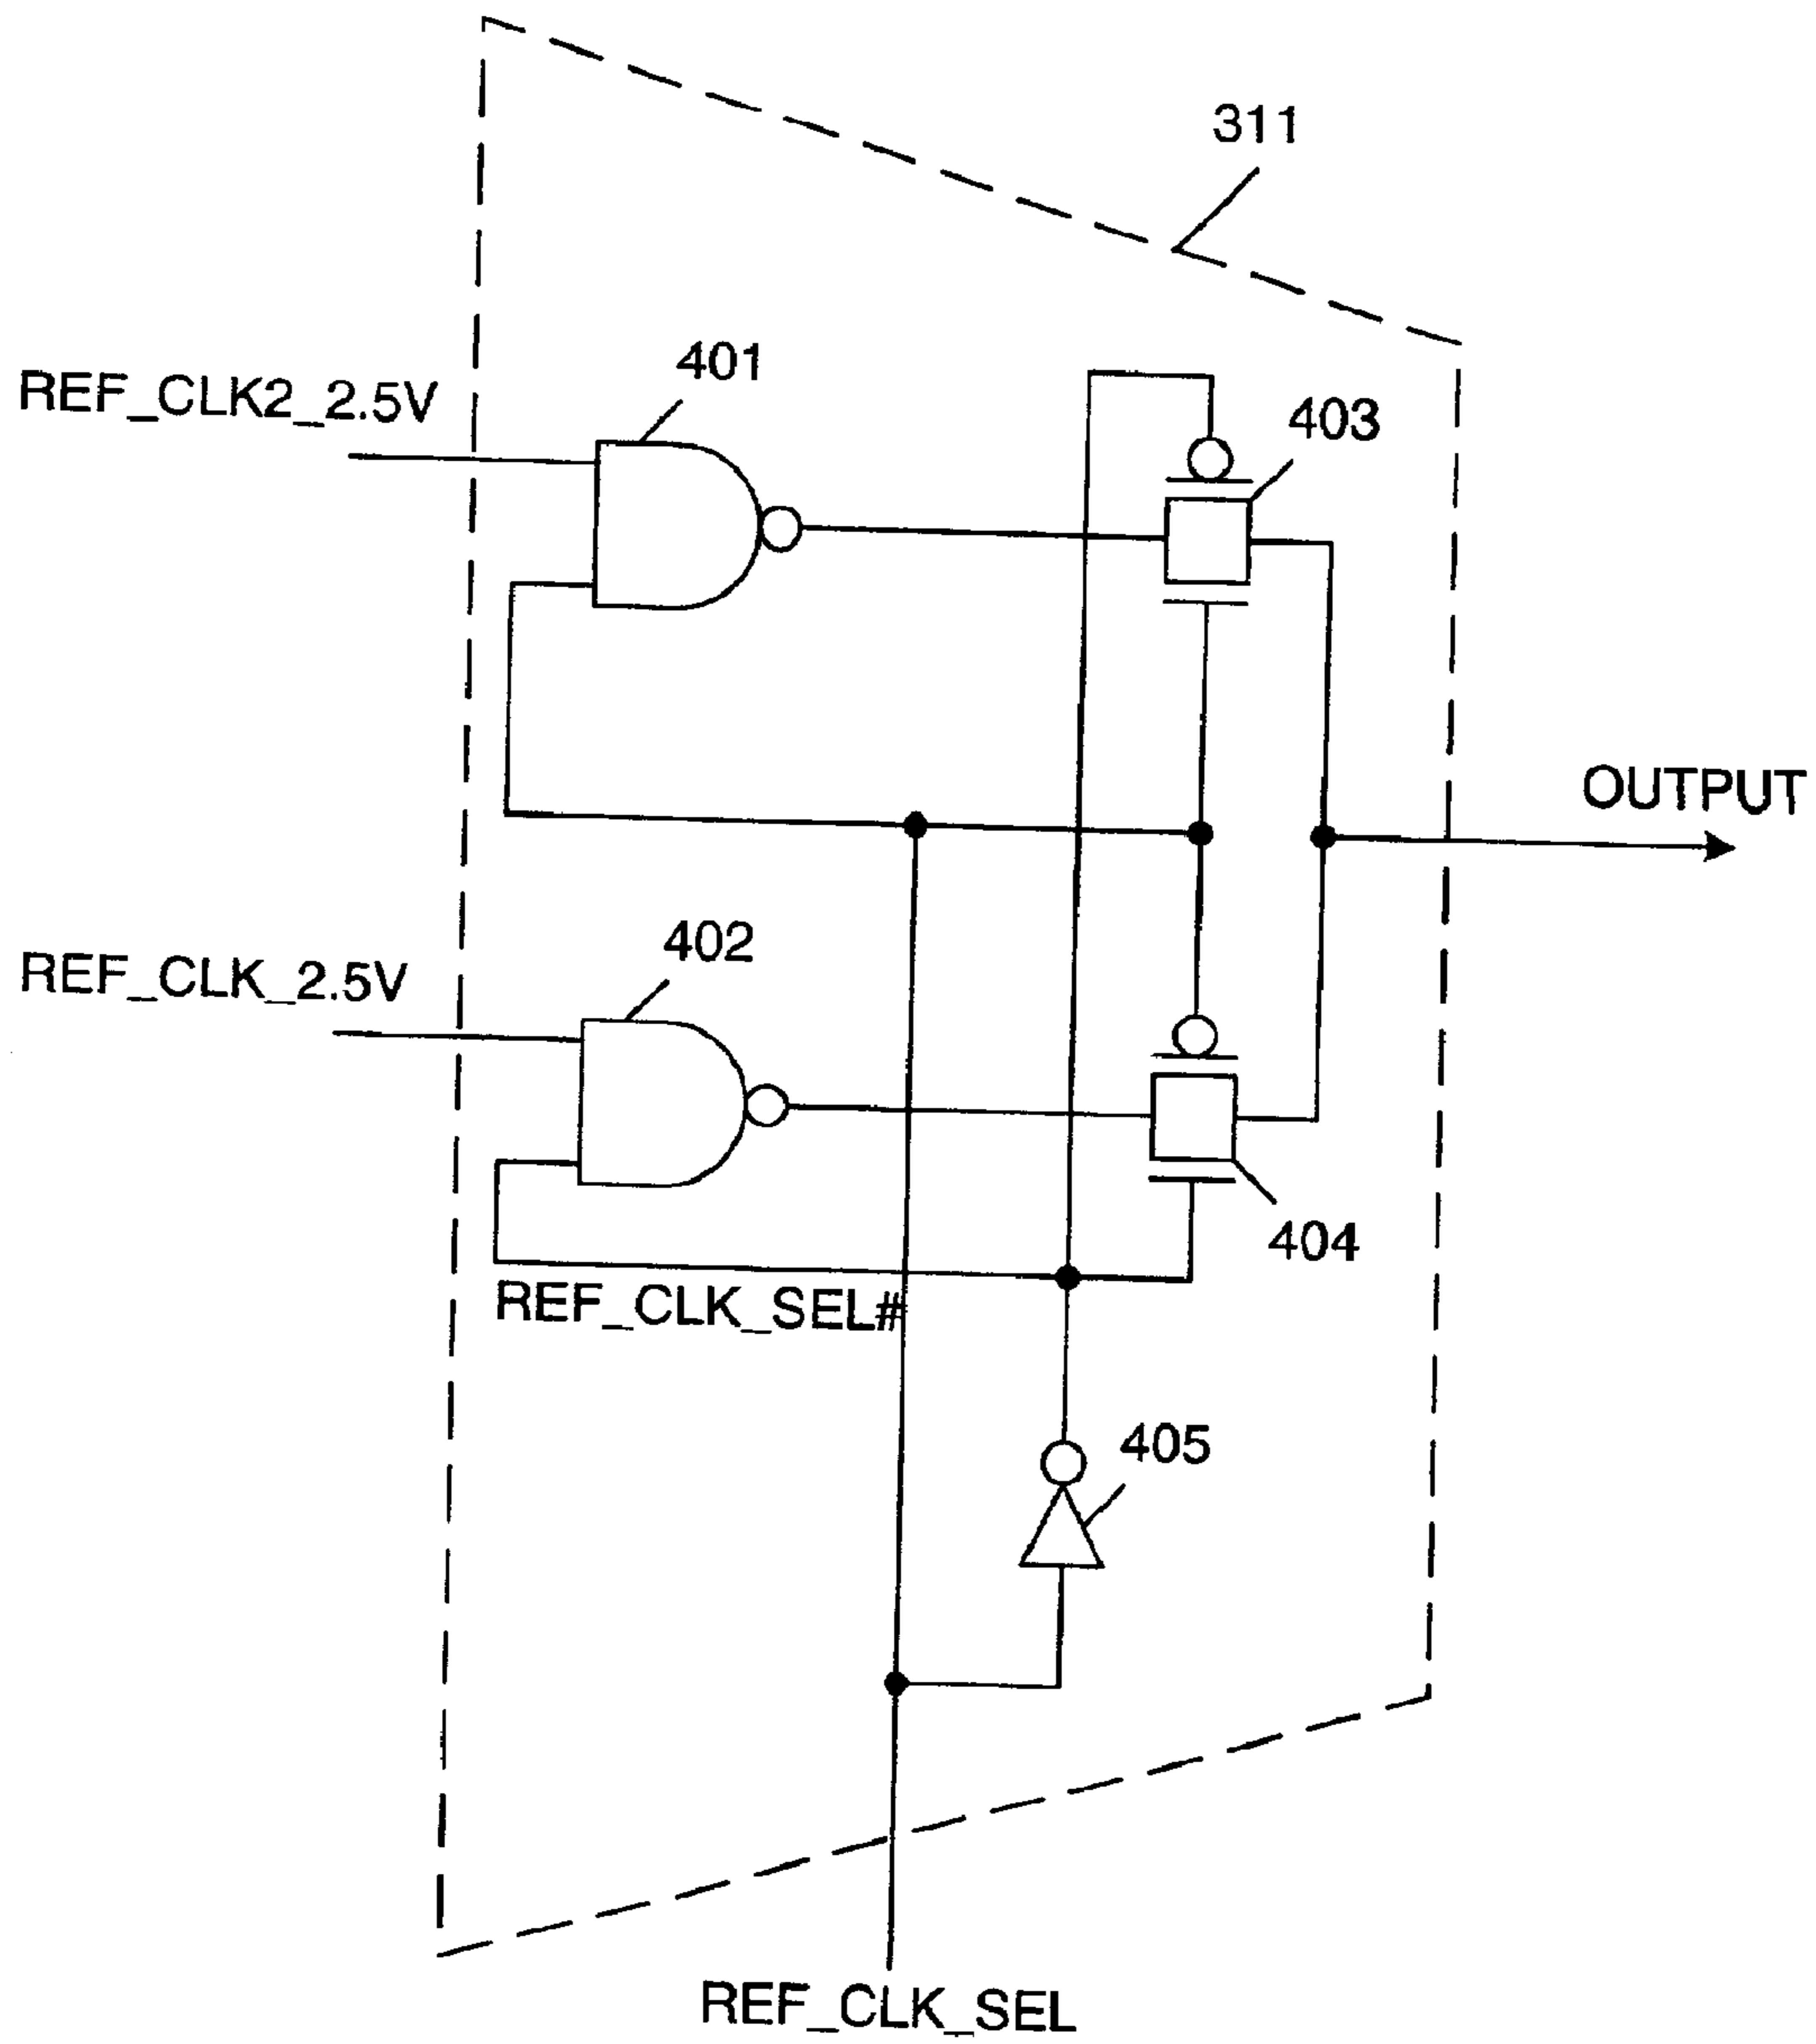 311
401
REF_CLK2_2.5V
403
OUTPUT
402
REF_CLK_2.5V
404
REF_CLK_SEL#
405
REF_CLK_SEL